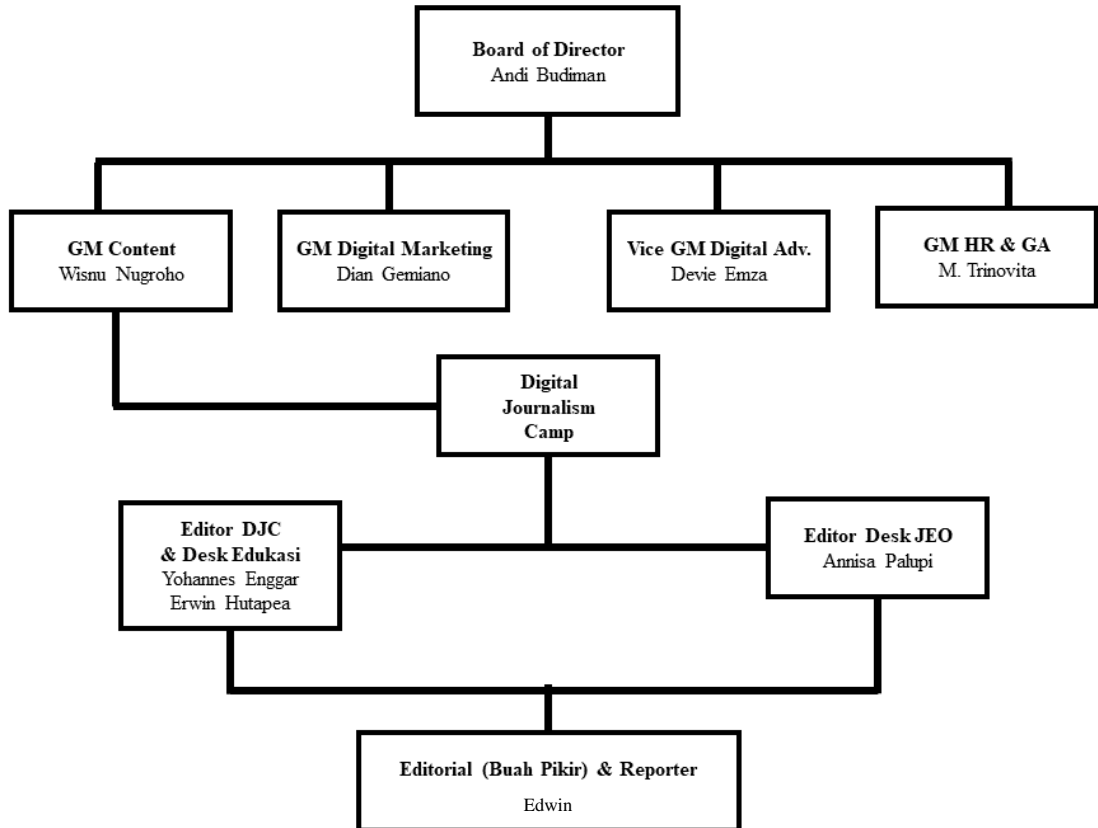 Board of Director
Andi Budiman
GM Content
Wisnu Nugroho
GM Digital Marketing
Dian Gemiano
Vice GM Digital Adv.
Devie Emza
GM HR & GA
M. Trinovita
Digital
Journalism
Camp
Editor DJC
& Desk Edukasi
Yohannes Enggar
Erwin Hutapea
Editor Desk JEO
Annisa Palupi
Editorial (Buah Pikir) & Reporter
Edwin